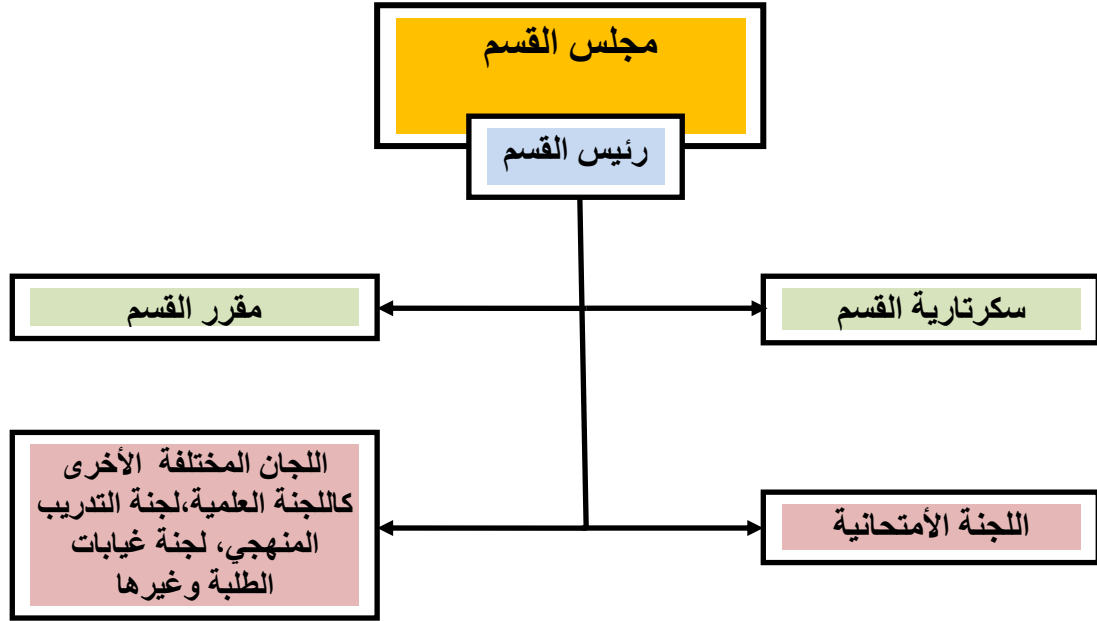 مجلس القسم
رئيس القسم
سكرتارية القسم
مقرر القسم
اللجنة الأمتحانية
اللجان المختلفة الأخرى
كاللجنة العلمية،لجنة التدريب
المنهجي، لجنة غيابات
الطلبة وغيرها